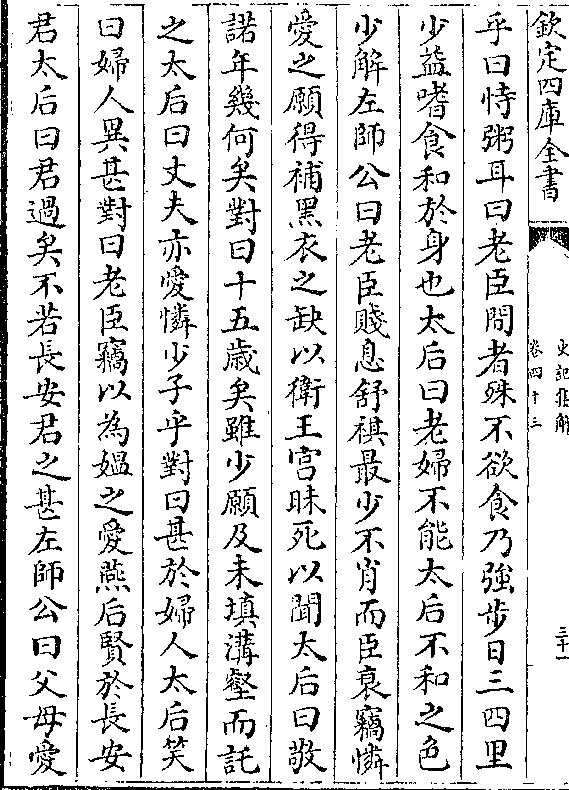 欽定四庫全書
史記集解
卷四十三
三十一
乎曰恃粥耳曰老臣間者殊不欲食乃強步日三四里
少益嗜食和於身也太后曰老婦不能太后不和之色
少解左師公曰老臣賤息舒祺最少不肖而臣衰竊憐
愛之願得補黑衣之缺以衛王宮昧死以聞太后曰敬
諾年幾何矣對曰十五歲矣雖少願及未填溝壑而託
之太后曰丈夫亦愛憐少子乎對曰甚於婦人太后笑
曰婦人異甚對曰老臣竊以為媼之愛燕后賢於長安
君太后曰君過矣不若長安君之甚左師公曰父母愛